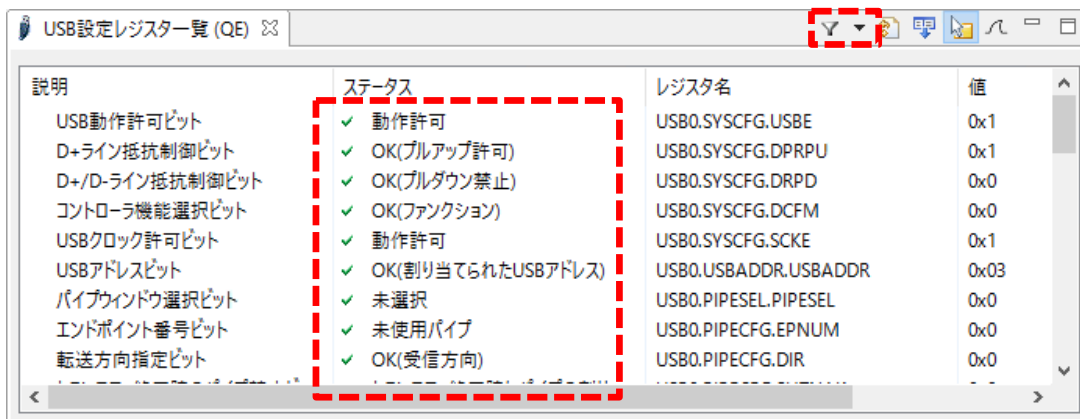 USB設定レジスタ一覧 (QE)
説明 ステータス レジスタ名 値
USB動作許可ビット 動作許可 USB0.SYSCFG.USBE 0x1
D+ライン抵抗制御ビット OK(プルアップ許可) USB0.SYSCFG.DPRPU 0x1
D+/D-ライン抵抗制御ビット OK(プルダウン禁止) USB0.SYSCFG.DRPD 0x0
コントローラ機能選択ビット OK(ファンクション) USB0.SYSCFG.DCFM 0x0
USBクロック許可ビット 動作許可 USB0.SYSCFG.SCKE 0x1
USBアドレスビット OK(割り当てられたUSBアドレス) USB0.USBADDR.USBADDR 0x03
パイプウィンドウ選択ビット 未選択 USB0.PIPESEL.PIPESEL 0x0
エンドポイント番号ビット 未使用パイプ USB0.PIPECFG.EPNUM 0x0
転送方向指定ビット OK(受信方向) USB0.PIPECFG.DIR 0x0